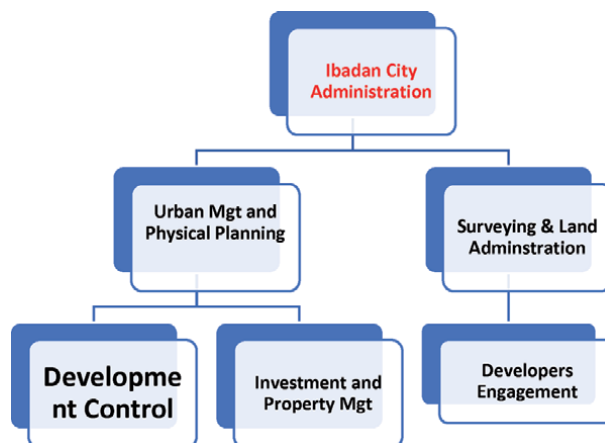 Ibadan City
Administration
Urban Mgt and
Physical Planning
Surveying & Land
Adminstration
Developme
nt Control
Investment and
Property Mgt
Developers
Engagement